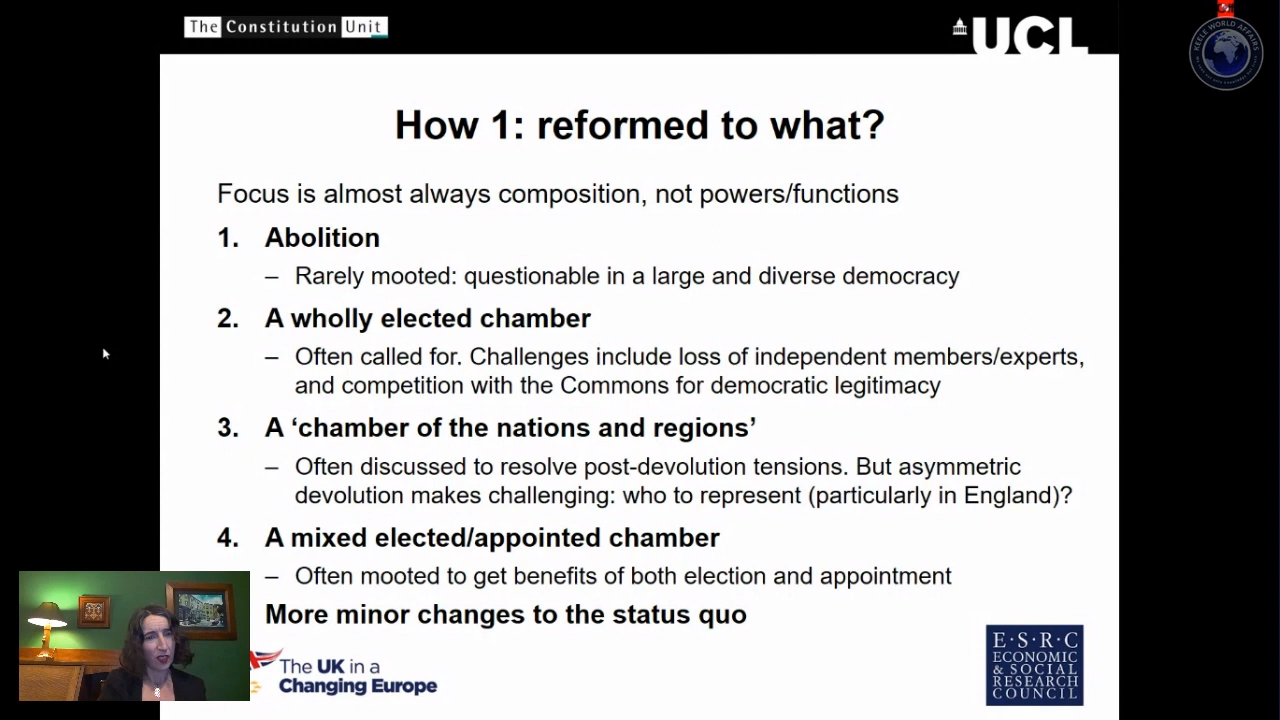 The Constitution Unit
UCL
KEELE WORLD AFFAIRS
How 1: reformed to what?
Focus is almost always composition, not powers/functions
1. Abolition
– Rarely mooted: questionable in a large and diverse democracy
2. A wholly elected chamber
– Often called for. Challenges include loss of independent members/experts,
and competition with the Commons for democratic legitimacy
3. A ‘chamber of the nations and regions’
– Often discussed to resolve post-devolution tensions. But asymmetric
devolution makes challenging: who to represent (particularly in England)?
4. A mixed elected/appointed chamber
– Often mooted to get benefits of both election and appointment
More minor changes to the status quo
The UK in a
Changing Europe
E·S·R·C
ECONOMIC
& SOCIAL
RESEARCH
COUNCIL